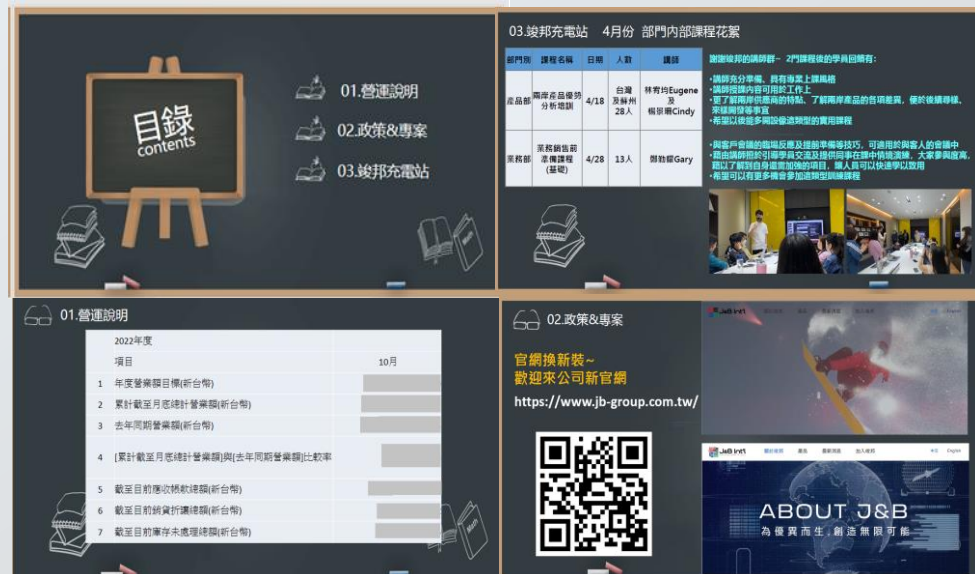 目錄
contents
01.營運說明
02.政策&專案
03.竣邦充電站
03.竣邦充電站 4月份 部門內部課程花絮
部門別 課程名稱 日期 人數 講師
產品部 兩岸產品優勢分析培訓 4/18 台灣及蘇州28人 林宥均Eugene及楊景珊Cindy
業務部 業務銷售前準備課程(基礎) 4/28 13人 Gary
謝謝竣邦的講師群~ 2門課程後的學員回饋有:
•講師充分準備、具有專業上課風格
•講師授課內容可用於工作上
•更了解兩岸供應商的特點、了解兩岸產品的各項差異，便於後續尋樣、
來樣開發等事宜
•希望以後能多開設像這類型的實用課程
•與客戶會議的臨場反應及提前準備等技巧，可適用於與客人的會議中
•藉由講師照於引導學員交流及提供同事在課中情境演練，大家參與度高，
藉以了解到自身還需加強的項目，讓人員可以快速學以致用
•希望可以有更多機會參加這類型訓練課程
01.營運說明
2022年度
項目 10月
1 年度營業額目標(新台幣)
2 累計截至月底總計營業額(新台幣)
3 去年同期營業額(新台幣)
4 [累計截至月底總計營業額]與[去年同期營業額]比較率
5 截至目前應收帳款總額(新台幣)
6 截至目前銷貨折讓總額(新台幣)
7 截至目前庫存未處理總額(新台幣)
Math
02.政策&專案
官網換新裝~
歡迎來公司新官網
https://www.jb-group.com.tw/
J&B Int'l
J&B Int'l 關於竣邦 產品 最新消息 加入竣邦 English
ABOUT J&B
為優異而生,創造無限可能